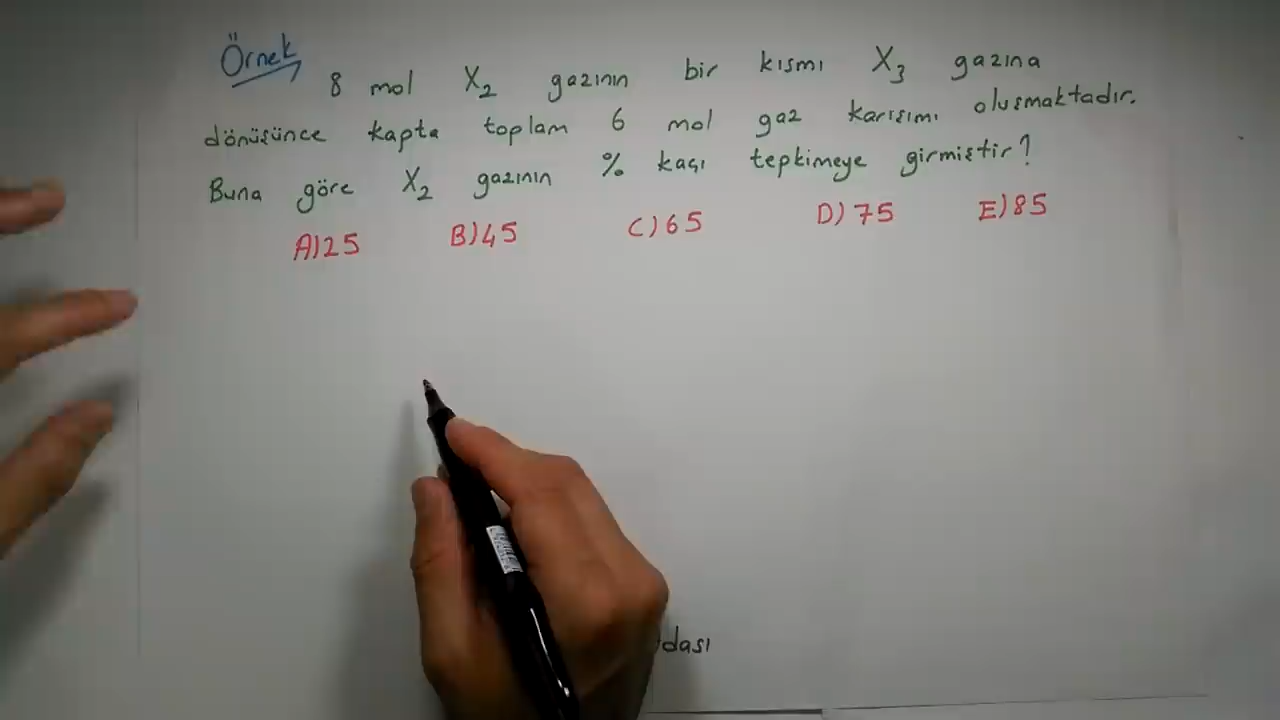 Örnek 8 mol X₂ gazının bir kısmı X₃ gazına
dönüşünce kapta toplam 6 mol gaz karışımı oluşmaktadır.
Buna göre X₂ gazının % kaçı tepkimeye girmiştir?
A) 25 B) 45 C) 65 D) 75 E) 85